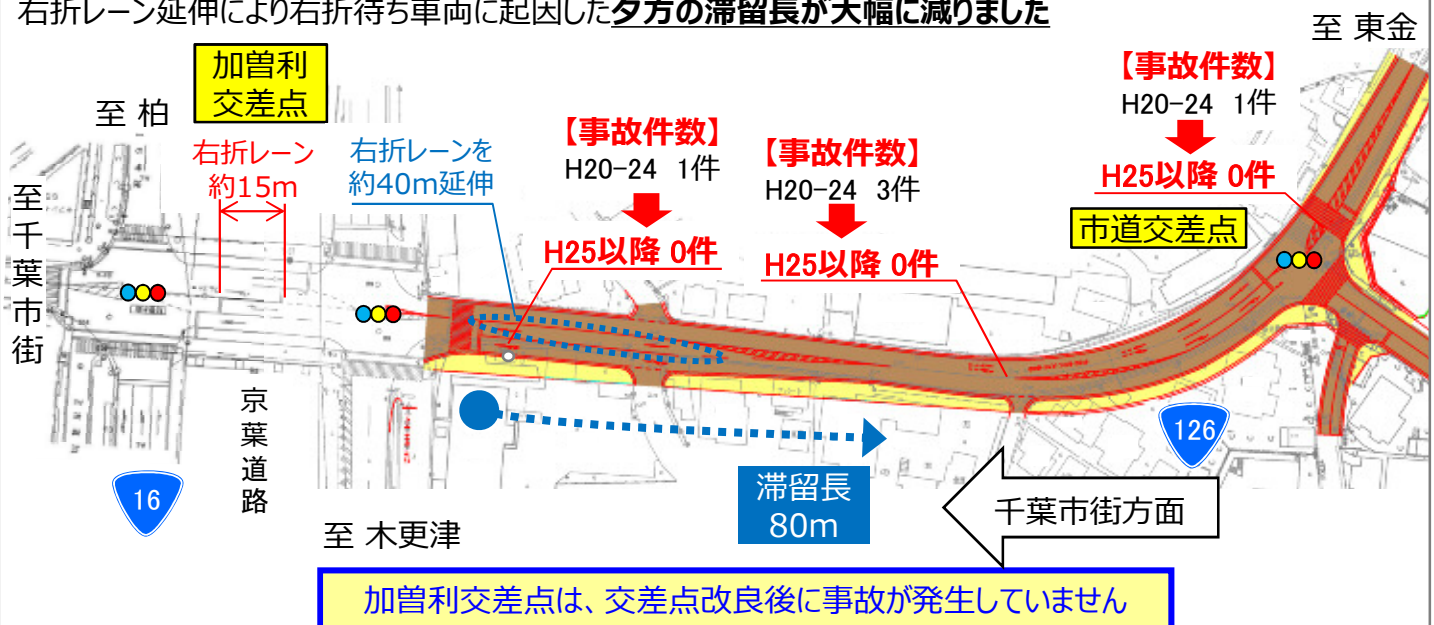 右折レーン延伸により右折待ち車両に起因した夕方の滞留長が大幅に減りました
至 東金
加曽利
交差点
至 柏
右折レーン
約15m
右折レーンを
約40m延伸
【事故件数】
H20-24 1件
H25以降 0件
【事故件数】
H20-24 3件
H25以降 0件
【事故件数】
H20-24 1件
H25以降 0件
市道交差点
至千葉市街
京葉道路
16
126
滞留長
80m
千葉市街方面
至 木更津
加曽利交差点は、交差点改良後に事故が発生していません